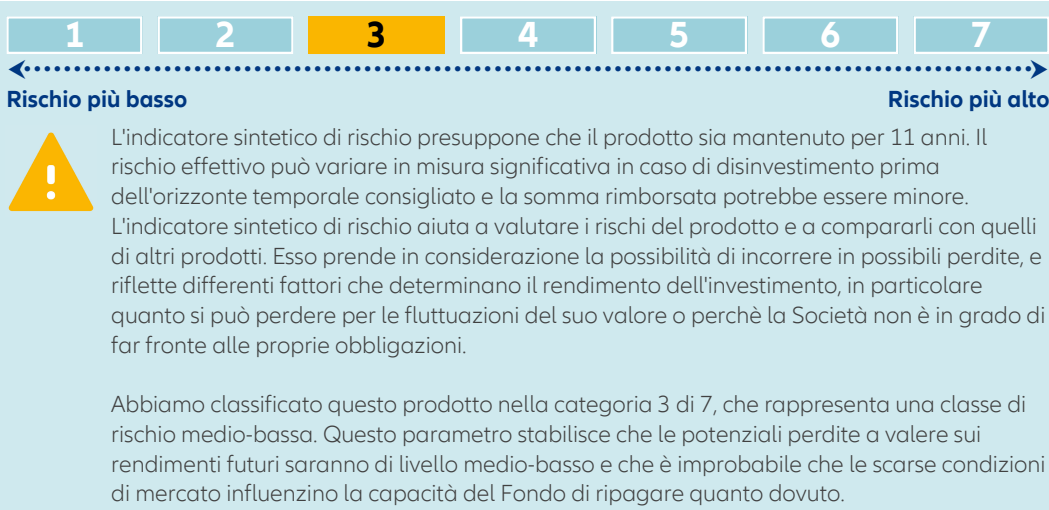 1 2 3 4 5 6 7
Rischio più basso Rischio più alto
L'indicatore sintetico di rischio presuppone che il prodotto sia mantenuto per 11 anni. Il
rischio effettivo può variare in misura significativa in caso di disinvestimento prima
dell'orizzonte temporale consigliato e la somma rimborsata potrebbe essere minore.
L'indicatore sintetico di rischio aiuta a valutare i rischi del prodotto e a compararli con quelli
di altri prodotti. Esso prende in considerazione la possibilità di incorrere in possibili perdite, e
riflette differenti fattori che determinano il rendimento dell'investimento, in particolare
quanto si può perdere per le fluttuazioni del suo valore o perchè la Società non è in grado di
far fronte alle proprie obbligazioni.
Abbiamo classificato questo prodotto nella categoria 3 di 7, che rappresenta una classe di
rischio medio-bassa. Questo parametro stabilisce che le potenziali perdite a valere sui
rendimenti futuri saranno di livello medio-basso e che è improbabile che le scarse condizioni
di mercato influenzino la capacità del Fondo di ripagare quanto dovuto.